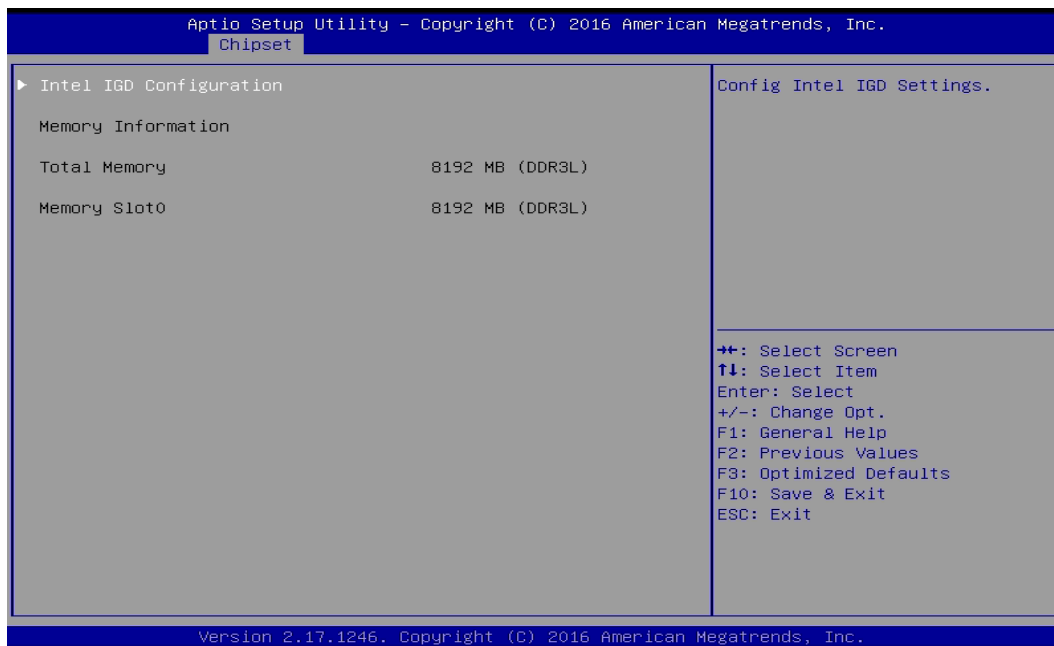 Aptio Setup Utility – Copyright (C) 2016 American Megatrends, Inc.
Chipset
▶ Intel IGD Configuration
Memory Information
Total Memory 8192 MB (DDR3L)
Memory Slot0 8192 MB (DDR3L)
Config Intel IGD Settings.
→←: Select Screen
↑↓: Select Item
Enter: Select
+/-: Change Opt.
F1: General Help
F2: Previous Values
F3: Optimized Defaults
F10: Save & Exit
ESC: Exit
Version 2.17.1246. Copyright (C) 2016 American Megatrends, Inc.